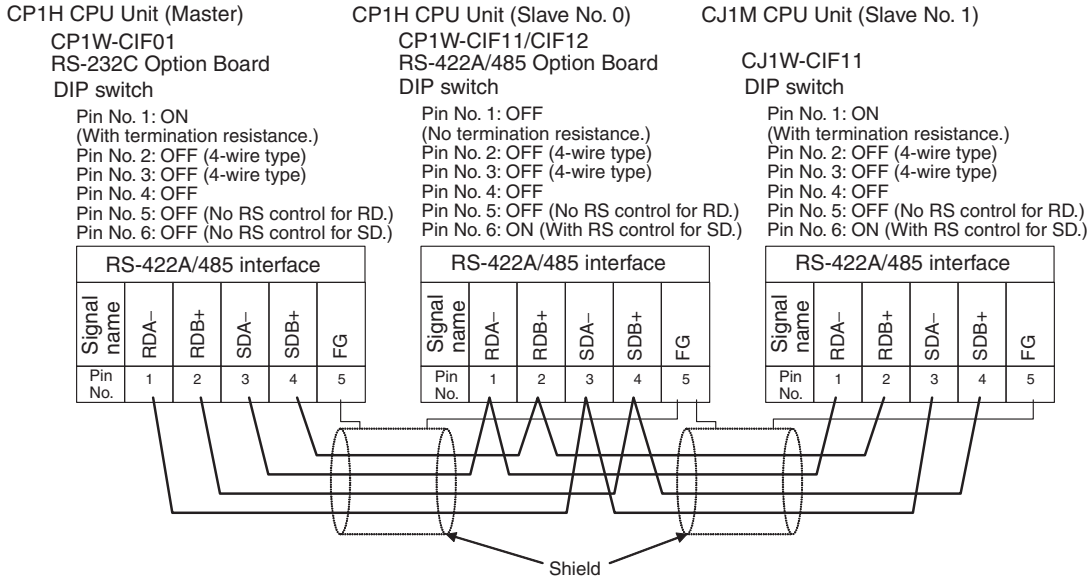 CP1H CPU Unit (Master)
CP1W-CIF01
RS-232C Option Board
DIP switch
Pin No. 1: ON
(With termination resistance.)
Pin No. 2: OFF (4-wire type)
Pin No. 3: OFF (4-wire type)
Pin No. 4: OFF
Pin No. 5: OFF (No RS control for RD.)
Pin No. 6: OFF (No RS control for SD.)
RS-422A/485 interface
Signal name
RDA–
RDB+
SDA–
SDB+
FG
Pin No.
1
2
3
4
5
CP1H CPU Unit (Slave No. 0)
CP1W-CIF11/CIF12
RS-422A/485 Option Board
DIP switch
Pin No. 1: OFF
(No termination resistance.)
Pin No. 2: OFF (4-wire type)
Pin No. 3: OFF (4-wire type)
Pin No. 4: OFF
Pin No. 5: OFF (No RS control for RD.)
Pin No. 6: ON (With RS control for SD.)
RS-422A/485 interface
Signal name
RDA–
RDB+
SDA–
SDB+
FG
Pin No.
1
2
3
4
5
CJ1M CPU Unit (Slave No. 1)
CJ1W-CIF11
DIP switch
Pin No. 1: ON
(With termination resistance.)
Pin No. 2: OFF (4-wire type)
Pin No. 3: OFF (4-wire type)
Pin No. 4: OFF
Pin No. 5: OFF (No RS control for RD.)
Pin No. 6: ON (With RS control for SD.)
RS-422A/485 interface
Signal name
RDA–
RDB+
SDA–
SDB+
FG
Pin No.
1
2
3
4
5
Shield